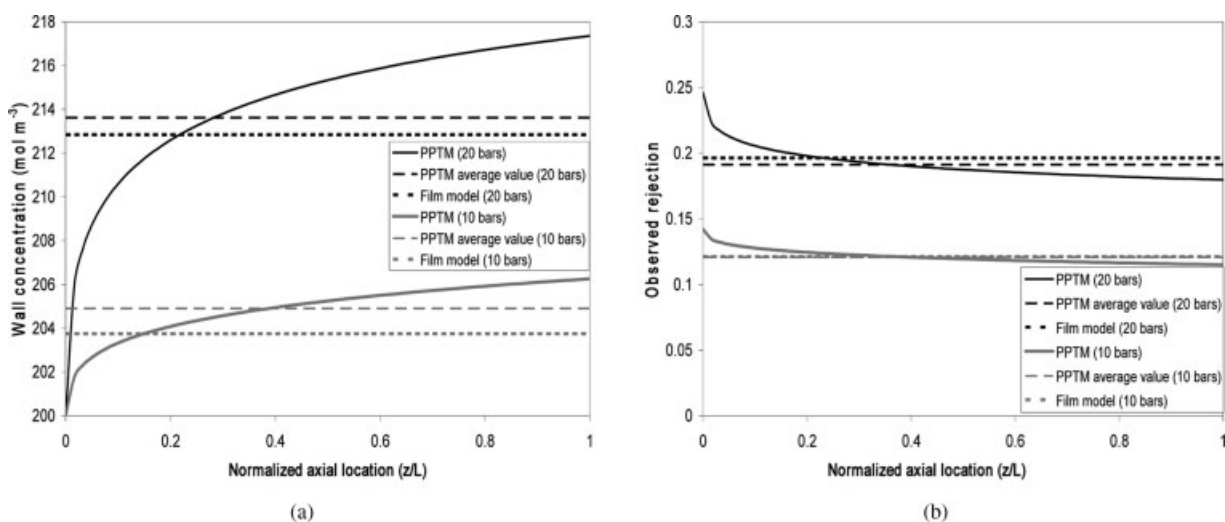 218
216
214
212
210
208
206
204
202
200
Wall concentration (mol m⁻³)
0
0.2
0.4
0.6
0.8
1
Normalized axial location (z/L)
PPTM (20 bars)
PPTM average value (20 bars)
Film model (20 bars)
PPTM (10 bars)
PPTM average value (10 bars)
Film model (10 bars)
(a)
0.3
0.25
0.2
0.15
0.1
0.05
0
Observed rejection
0
0.2
0.4
0.6
0.8
1
Normalized axial location (z/L)
PPTM (20 bars)
PPTM average value (20 bars)
Film model (20 bars)
PPTM (10 bars)
PPTM average value (10 bars)
Film model (10 bars)
(b)